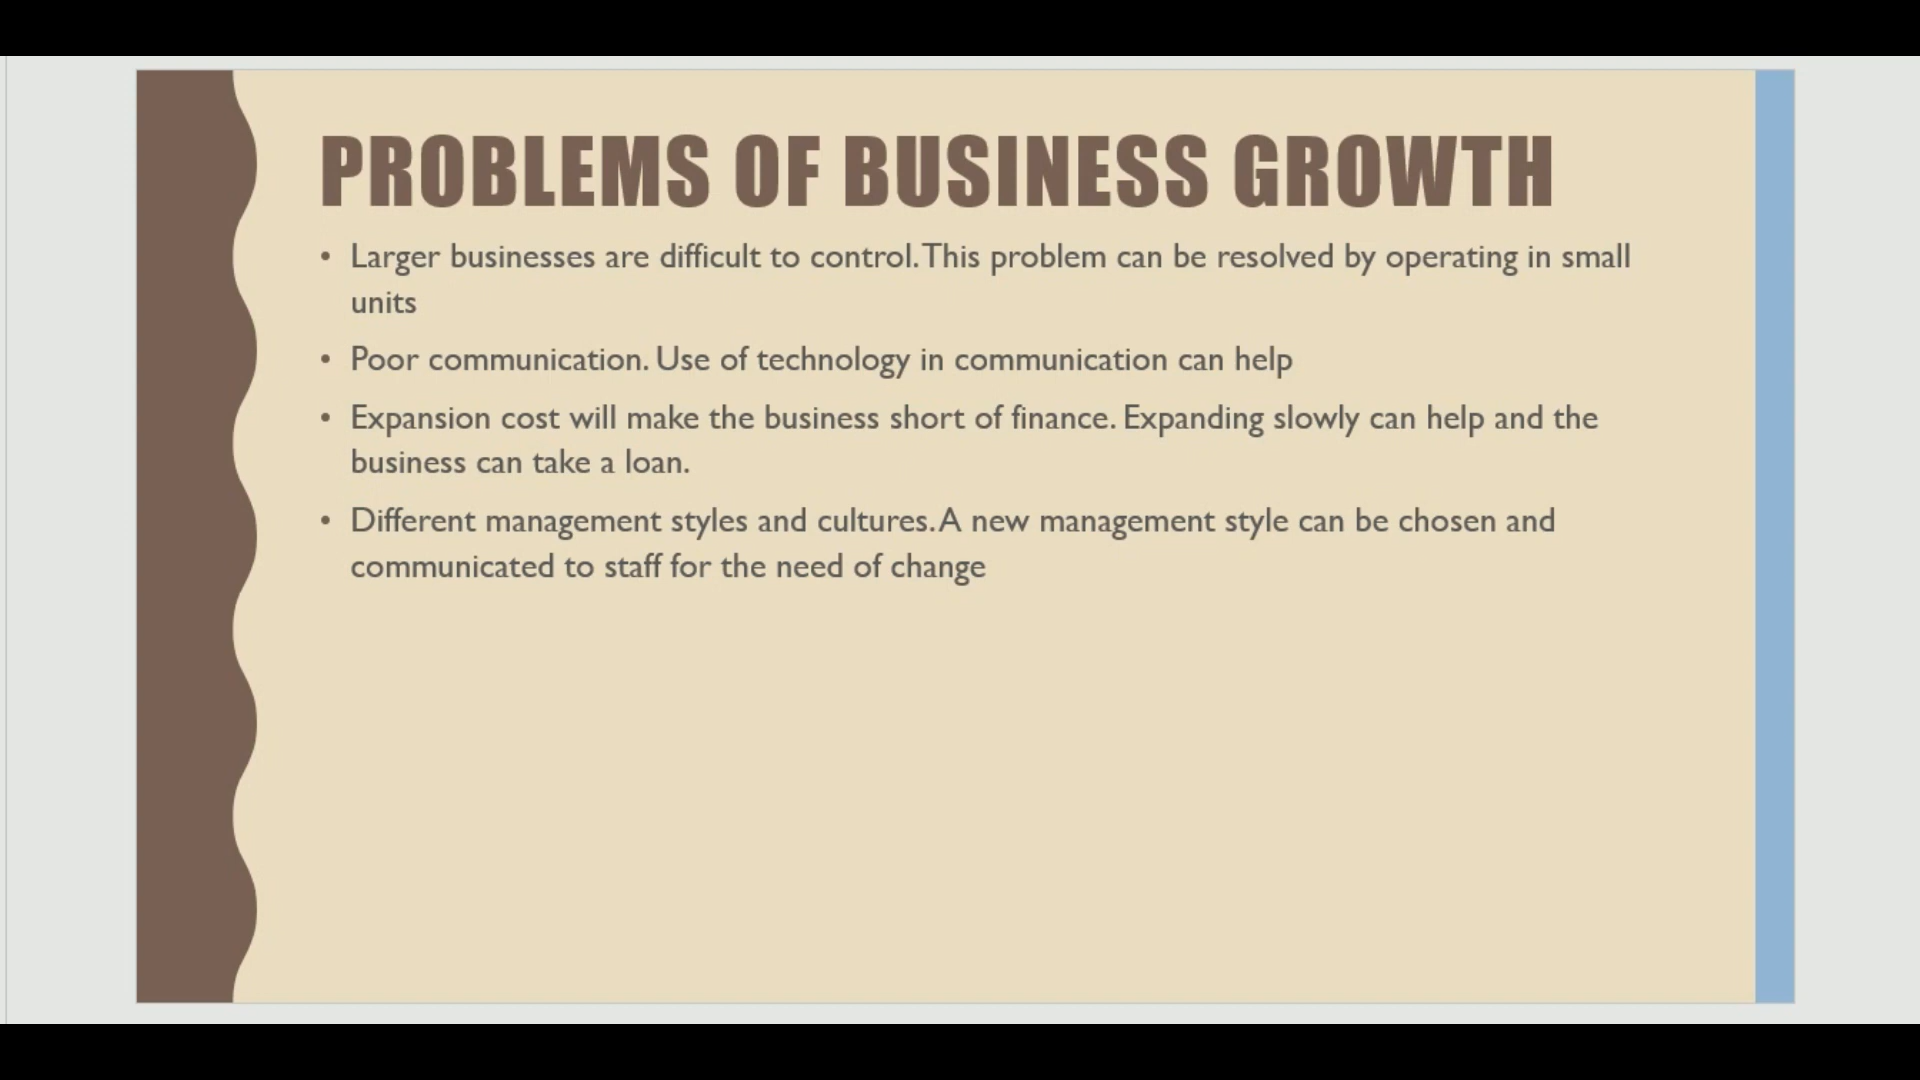 PROBLEMS OF BUSINESS GROWTH
• Larger businesses are difficult to control. This problem can be resolved by operating in small
units
• Poor communication. Use of technology in communication can help
• Expansion cost will make the business short of finance. Expanding slowly can help and the
business can take a loan.
• Different management styles and cultures. A new management style can be chosen and
communicated to staff for the need of change